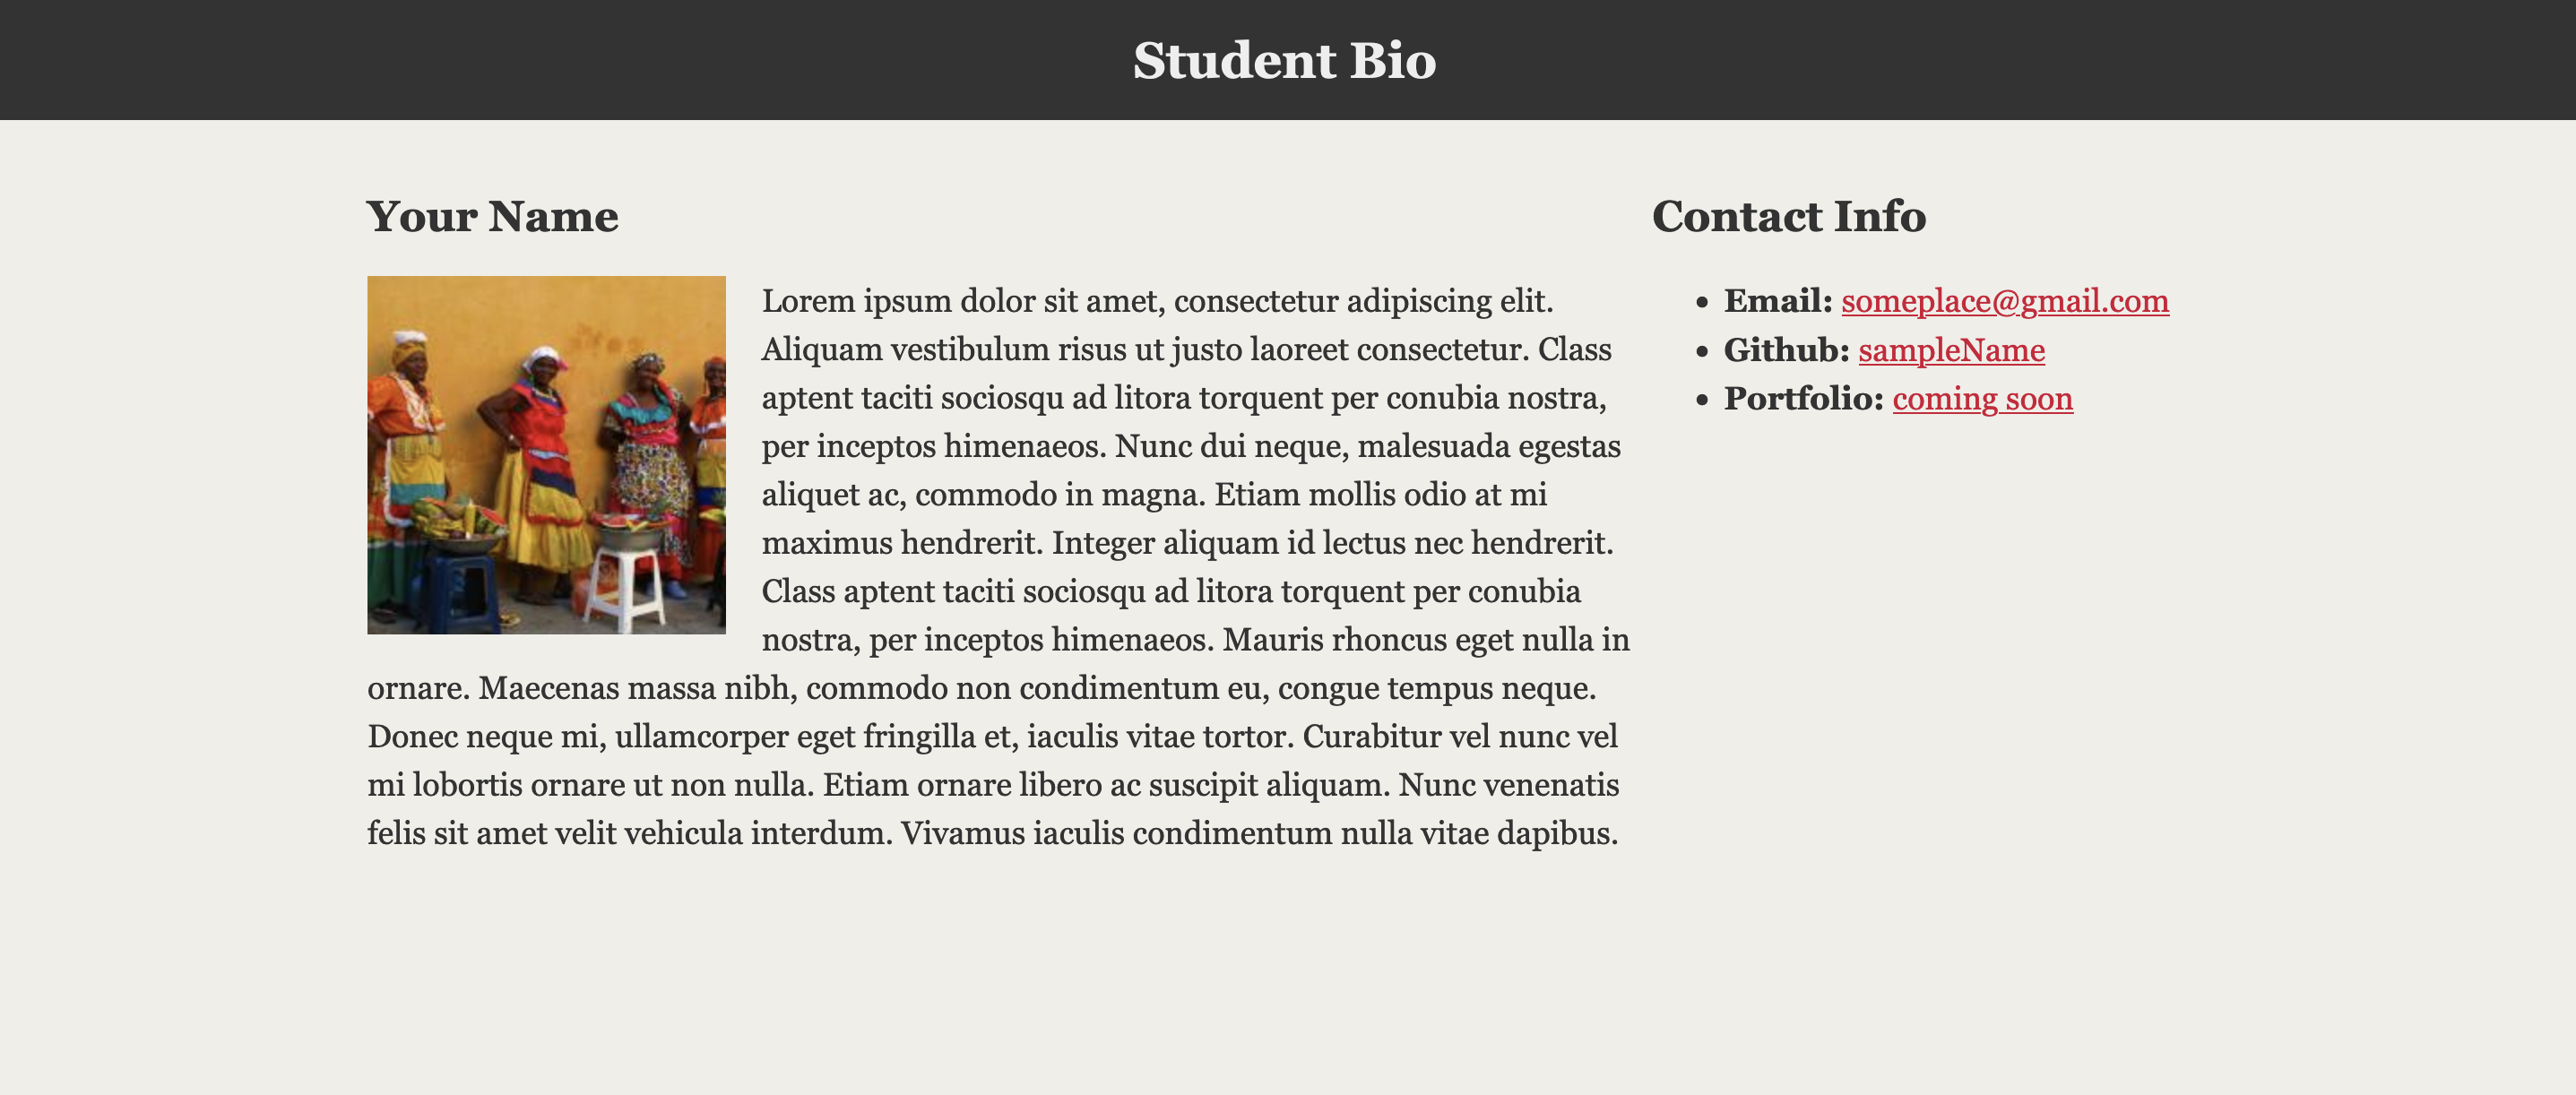 Student Bio
Your Name
Lorem ipsum dolor sit amet, consectetur adipiscing elit.
Aliquam vestibulum risus ut justo laoreet consectetur. Class
aptent taciti sociosqu ad litora torquent per conubia nostra,
per inceptos himenaeos. Nunc dui neque, malesuada egestas
aliquet ac, commodo in magna. Etiam mollis odio at mi
maximus hendrerit. Integer aliquam id lectus nec hendrerit.
Class aptent taciti sociosqu ad litora torquent per conubia
nostra, per inceptos himenaeos. Mauris rhoncus eget nulla in
ornare. Maecenas massa nibh, commodo non condimentum eu, congue tempus neque.
Donec neque mi, ullamcorper eget fringilla et, iaculis vitae tortor. Curabitur vel nunc vel
mi lobortis ornare ut non nulla. Etiam ornare libero ac suscipit aliquam. Nunc venenatis
felis sit amet velit vehicula interdum. Vivamus iaculis condimentum nulla vitae dapibus.
Contact Info
• Email: someplace@gmail.com
• Github: sampleName
• Portfolio: coming soon